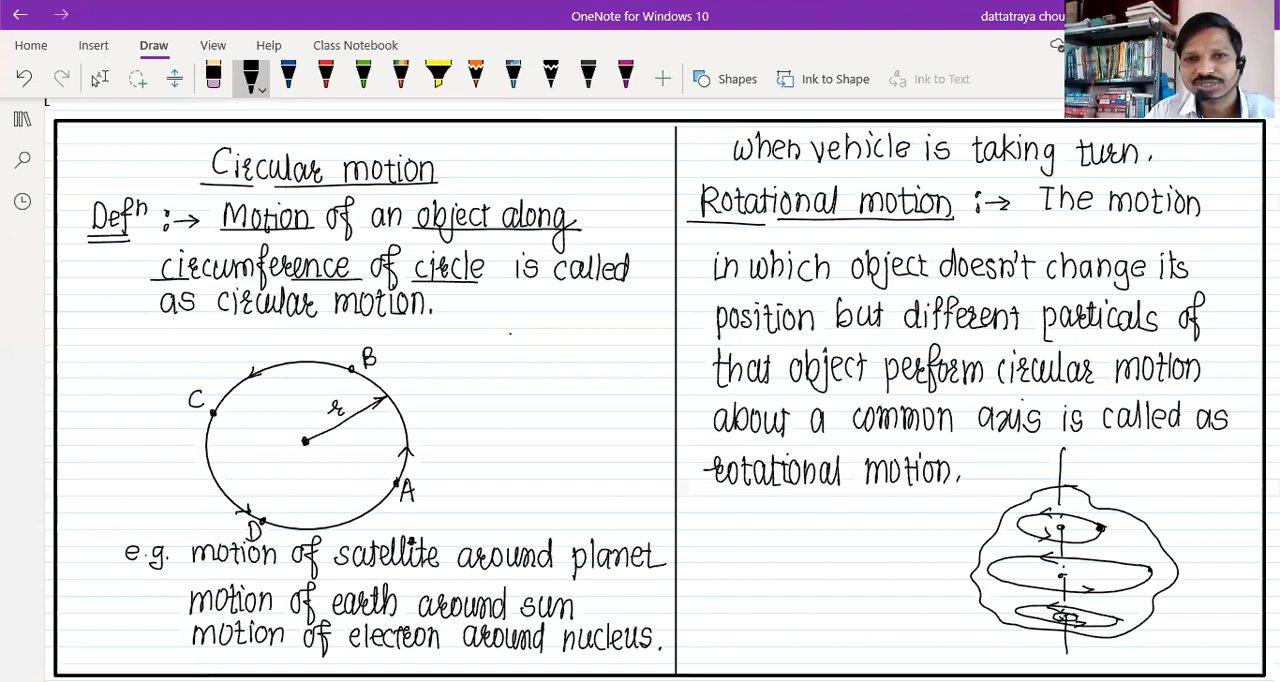 OneNote for Windows 10
dattatraya chou
Home Insert Draw View Help Class Notebook
Shapes Ink to Shape Ink to Text
Circular motion
Defn :→ Motion of an object along
circumference of circle is called
as circular motion.
B
C
r
A
D
e.g. motion of satellite around planet
motion of earth around sun
motion of electron around nucleus.
when vehicle is taking turn.
Rotational motion :→ The motion
in which object doesn't change its
position but different particals of
that object perform circular motion
about a common axis is called as
rotational motion.